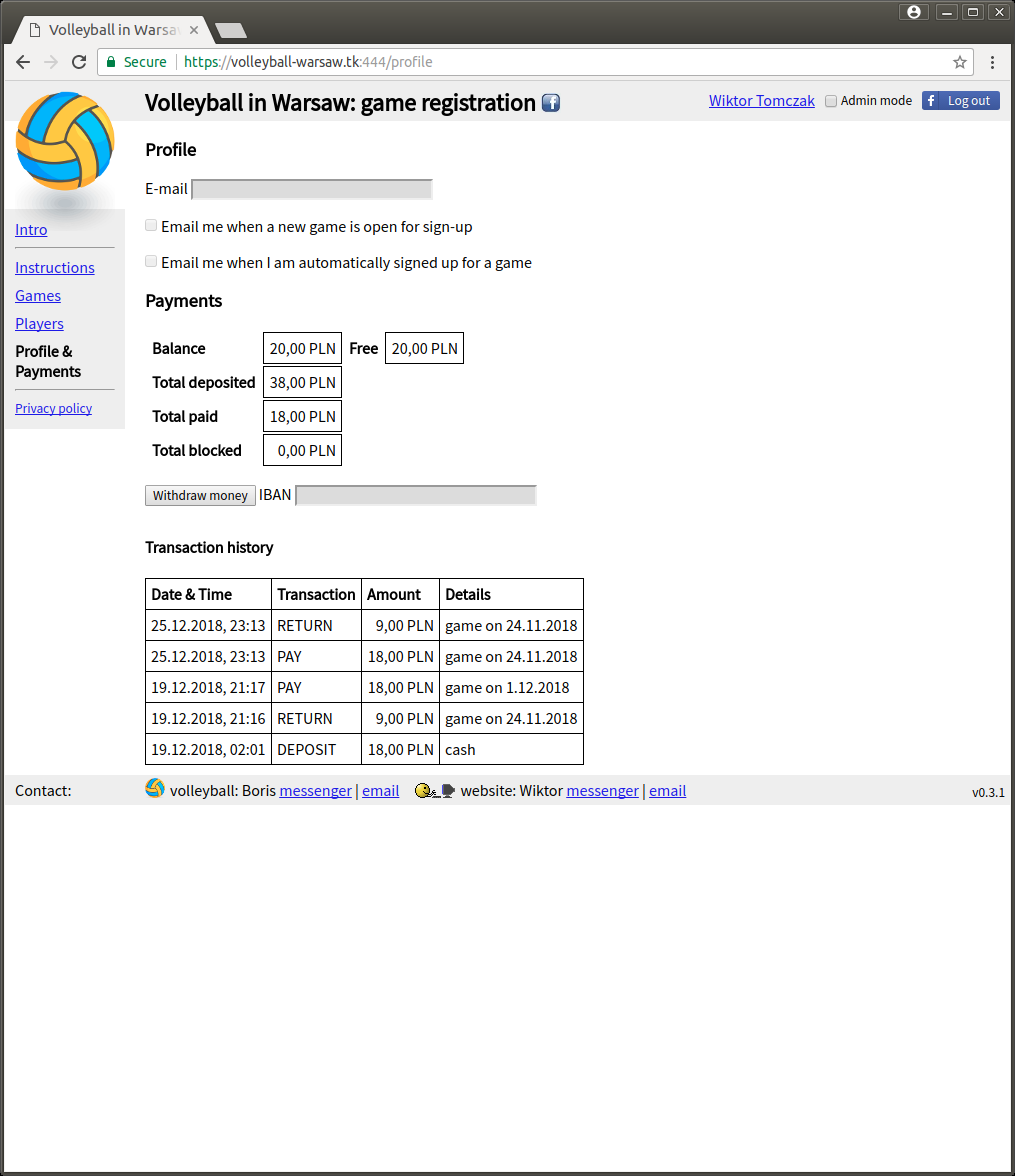 Volleyball in Warsa
Secure https://volleyball-warsaw.tk:444/profile
Volleyball in Warsaw: game registration
Wiktor Tomczak Admin mode f Log out
Intro
Instructions
Games
Players
Profile &
Payments
Privacy policy
Profile
E-mail
Email me when a new game is open for sign-up
Email me when I am automatically signed up for a game
Payments
Balance 20,00 PLN Free 20,00 PLN
Total deposited 38,00 PLN
Total paid 18,00 PLN
Total blocked 0,00 PLN
Withdraw money IBAN
Transaction history
Date & Time Transaction Amount Details
25.12.2018, 23:13 RETURN 9,00 PLN game on 24.11.2018
25.12.2018, 23:13 PAY 18,00 PLN game on 24.11.2018
19.12.2018, 21:17 PAY 18,00 PLN game on 1.12.2018
19.12.2018, 21:16 RETURN 9,00 PLN game on 24.11.2018
19.12.2018, 02:01 DEPOSIT 18,00 PLN cash
Contact: volleyball: Boris messenger | email website: Wiktor messenger | email v0.3.1